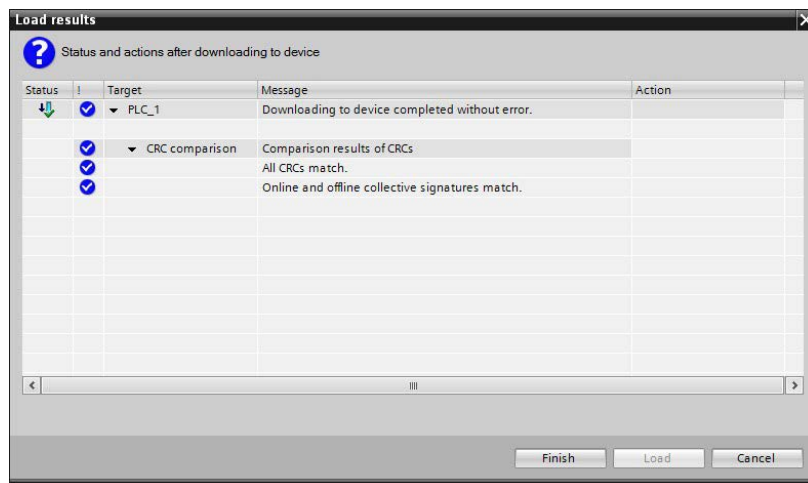 Load results
Status and actions after downloading to device
Status ! Target Message Action
PLC_1 Downloading to device completed without error.
CRC comparison Comparison results of CRCs
All CRCs match.
Online and offline collective signatures match.
Finish Load Cancel